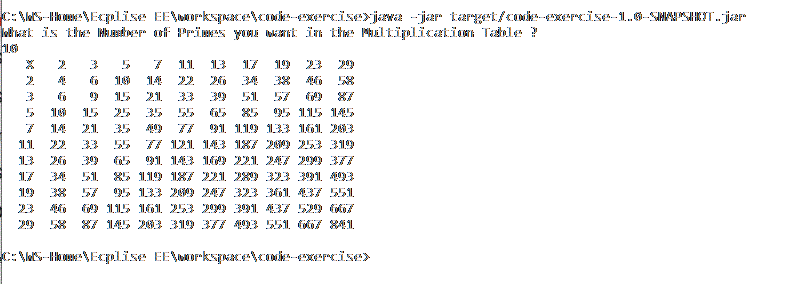 C:\WS-Home\Ecplise EE\workspace\code-exercise>java -jar target/code-exercise-1.0-SNAPSHOT.jar
What is the Number of Primes you want in the Multiplication Table ?
10
X 2 3 5 7 11 13 17 19 23 29
2 4 6 10 14 22 26 34 38 46 58
3 6 9 15 21 33 39 51 57 69 87
5 10 15 25 35 55 65 85 95 115 145
7 14 21 35 49 77 91 119 133 161 203
11 22 33 55 77 121 143 187 209 253 319
13 26 39 65 91 143 169 221 247 299 377
17 34 51 85 119 187 221 289 323 391 493
19 38 57 95 133 209 247 323 361 437 551
23 46 69 115 161 253 299 391 437 529 667
29 58 87 145 203 319 377 493 551 667 841
C:\WS-Home\Ecplise EE\workspace\code-exercise>